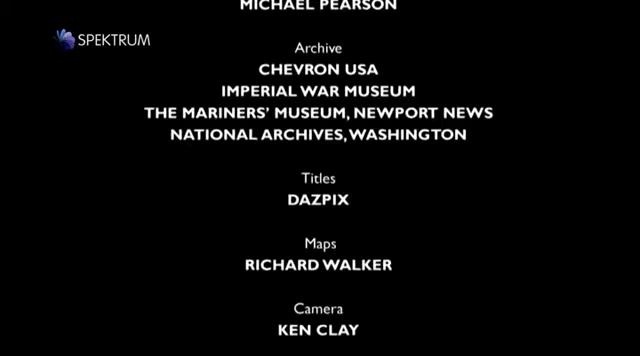 MICHAEL PEARSON
SPEKTRUM
Archive
CHEVRON USA
IMPERIAL WAR MUSEUM
THE MARINERS' MUSEUM, NEWPORT NEWS
NATIONAL ARCHIVES, WASHINGTON
Titles
DAZPIX
Maps
RICHARD WALKER
Camera
KEN CLAY